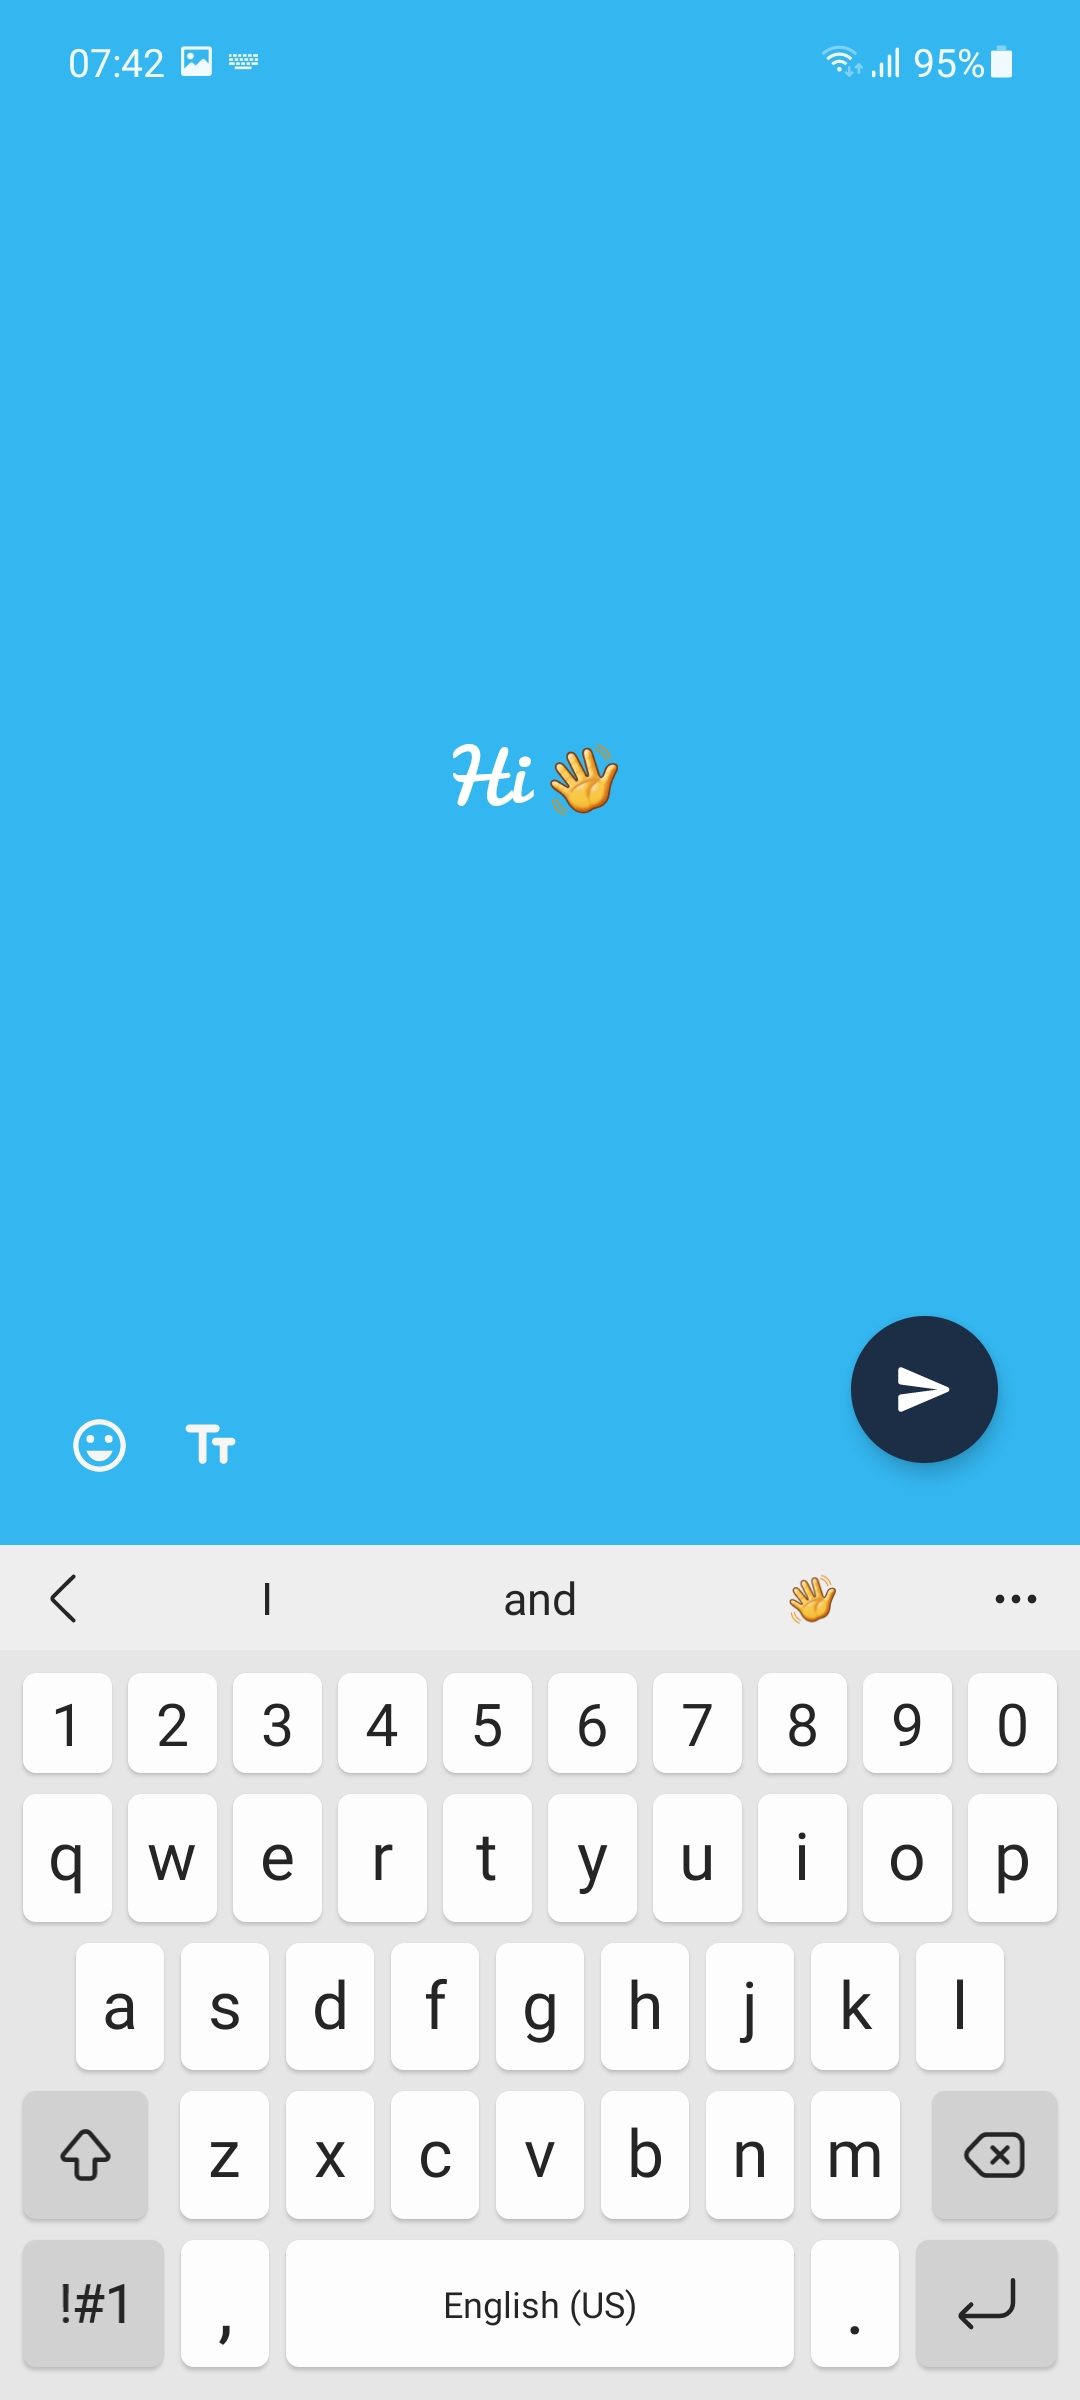 07:42 95%
Hi 👋
Tт
I and 👋 •••
1 2 3 4 5 6 7 8 9 0
q w e r t y u i o p
a s d f g h j k l
z x c v b n m
!#1 , English (US) .